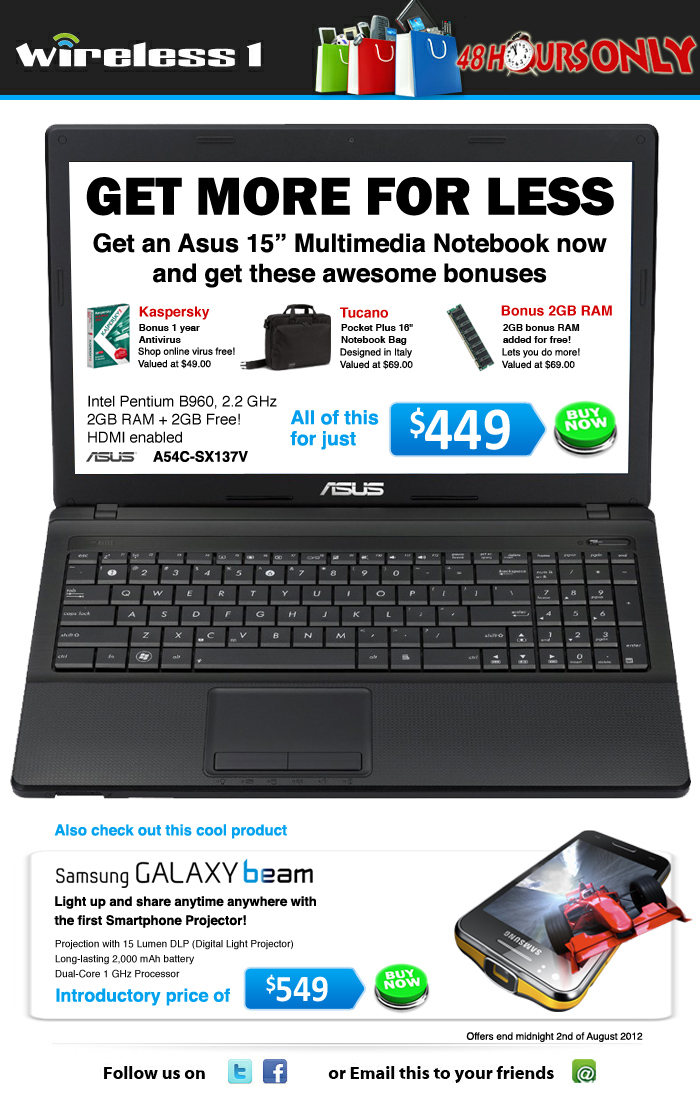 wireless 1
48 HOURS ONLY
GET MORE FOR LESS
Get an Asus 15” Multimedia Notebook now
and get these awesome bonuses
Kaspersky
Bonus 1 year
Antivirus
Shop online virus free!
Valued at $49.00
Tucano
Pocket Plus 16"
Notebook Bag
Designed in Italy
Valued at $69.00
Bonus 2GB RAM
2GB bonus RAM
added for free!
Lets you do more!
Valued at $69.00
Intel Pentium B960, 2.2 GHz
2GB RAM + 2GB Free!
HDMI enabled
ASUS A54C-SX137V
All of this
for just
$449
BUY
NOW
ASUS
Q W E R T Y U I O P
caps lock A S D F G H J K L
Z X C V B N M
Also check out this cool product
Samsung GALAXY beam
Light up and share anytime anywhere with
the first Smartphone Projector!
Projection with 15 Lumen DLP (Digital Light Projector)
Long-lasting 2,000 mAh battery
Dual-Core 1 GHz Processor
Introductory price of
$549
BUY
NOW
SAMSUNG
Offers end midnight 2nd of August 2012
Follow us on
or Email this to your friends